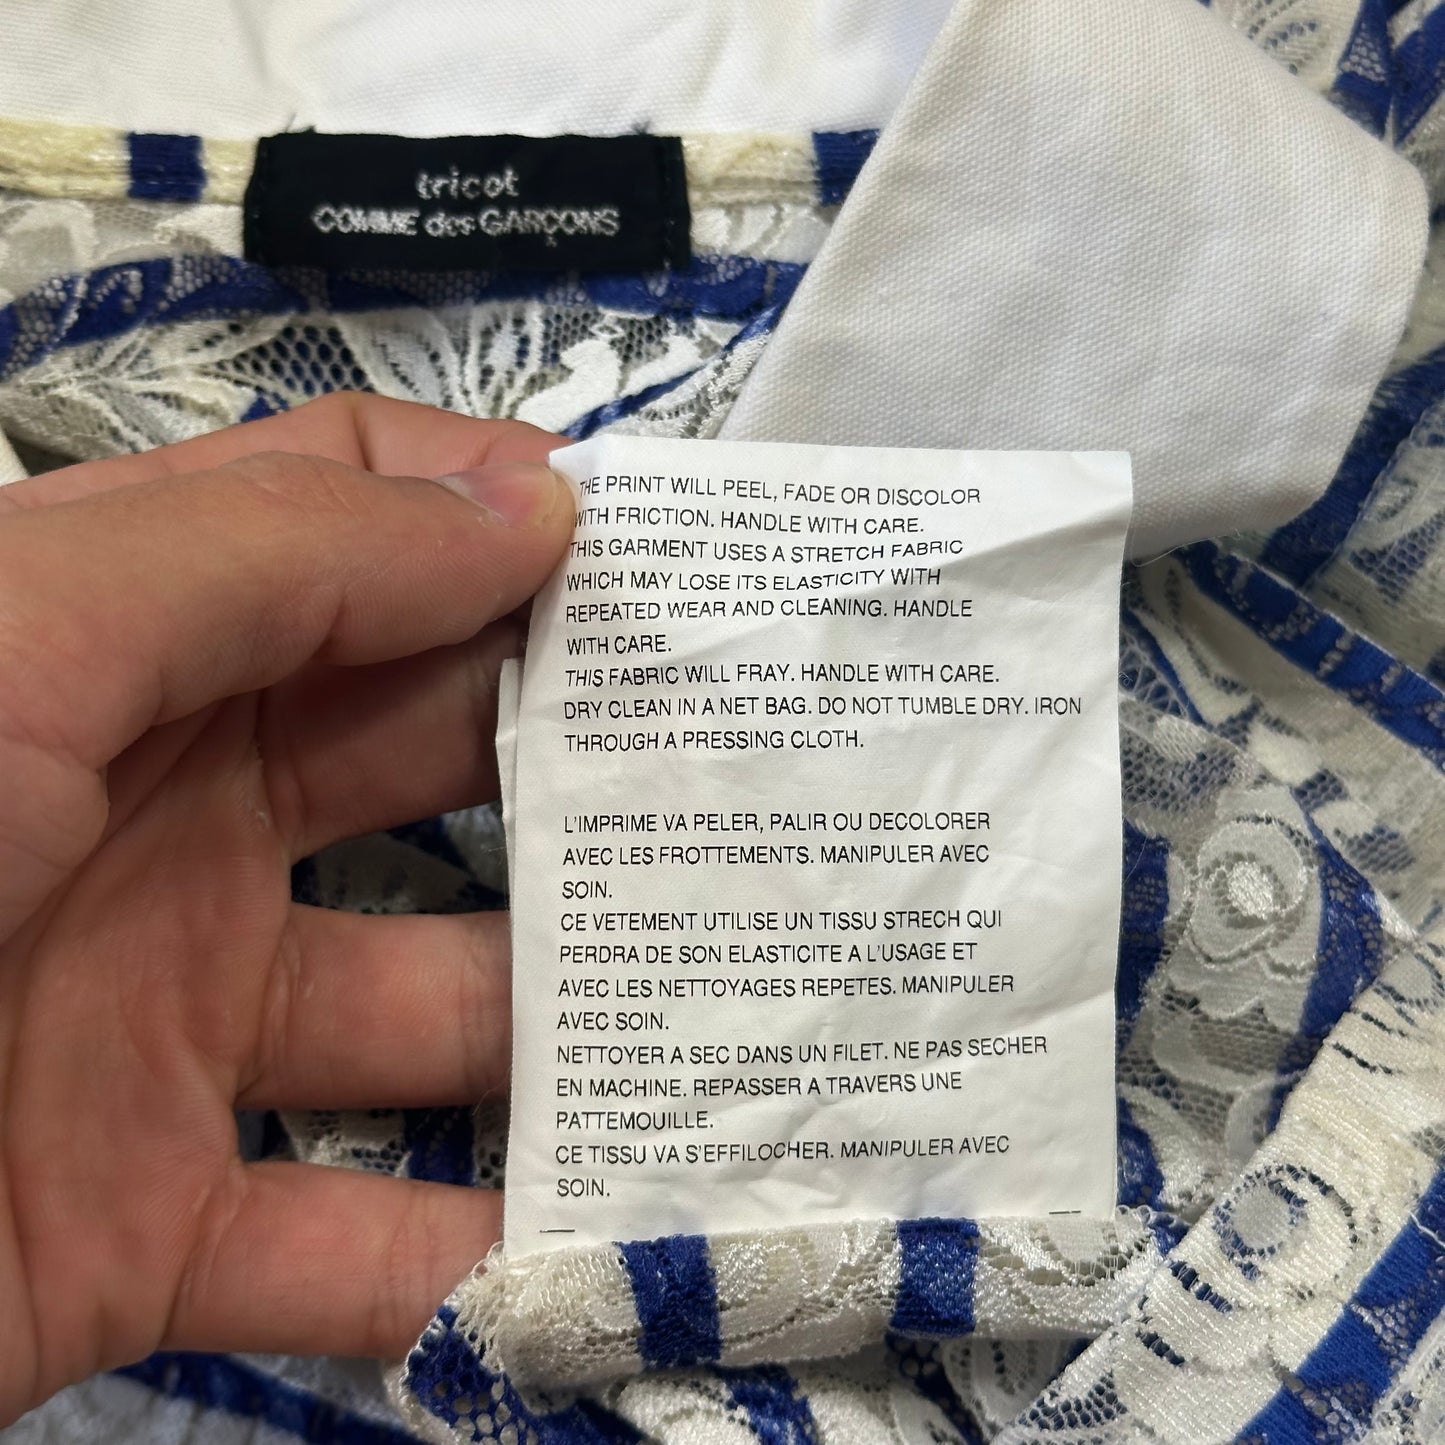 tricot
COMME des GARÇONS
THE PRINT WILL PEEL, FADE OR DISCOLOR
WITH FRICTION. HANDLE WITH CARE.
THIS GARMENT USES A STRETCH FABRIC
WHICH MAY LOSE ITS ELASTICITY WITH
REPEATED WEAR AND CLEANING. HANDLE
WITH CARE.
THIS FABRIC WILL FRAY. HANDLE WITH CARE.
DRY CLEAN IN A NET BAG. DO NOT TUMBLE DRY. IRON
THROUGH A PRESSING CLOTH.
L'IMPRIME VA PELER, PALIR OU DECOLORER
AVEC LES FROTTEMENTS. MANIPULER AVEC
SOIN.
CE VETEMENT UTILISE UN TISSU STRECH QUI
PERDRA DE SON ELASTICITE A L'USAGE ET
AVEC LES NETTOYAGES REPETES. MANIPULER
AVEC SOIN.
NETTOYER A SEC DANS UN FILET. NE PAS SECHER
EN MACHINE. REPASSER A TRAVERS UNE
PATTEMOUILLE.
CE TISSU VA S'EFFILOCHER. MANIPULER AVEC
SOIN.